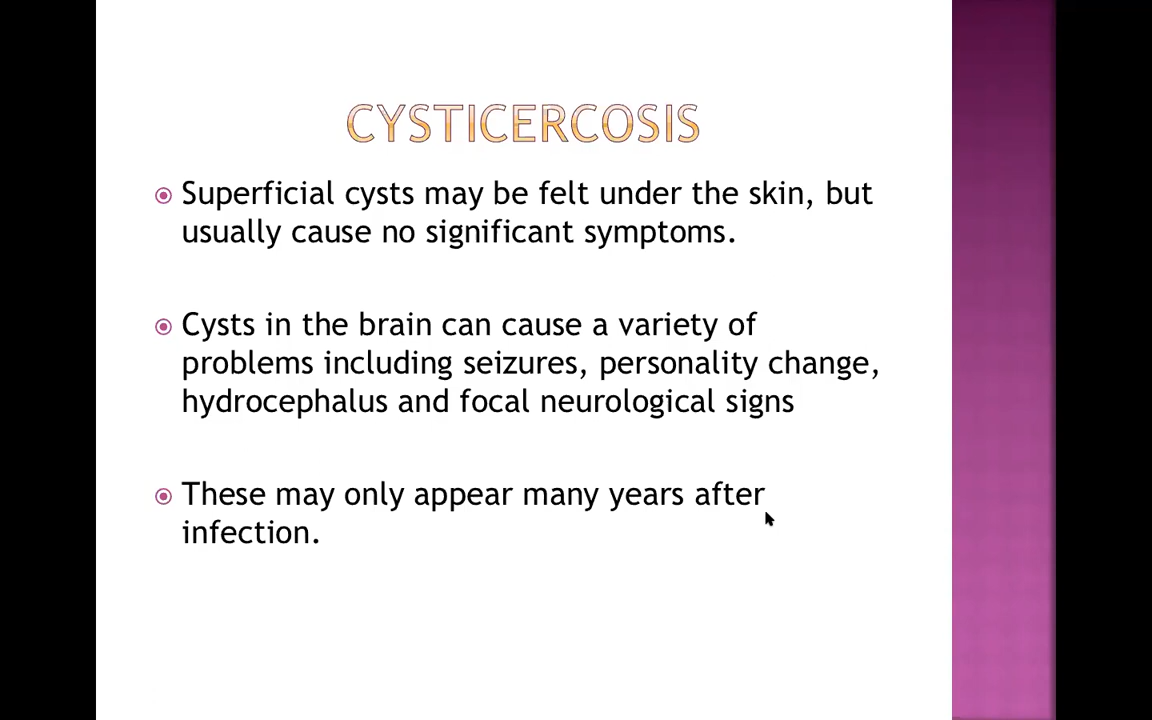 CYSTICERCOSIS
Superficial cysts may be felt under the skin, but
usually cause no significant symptoms.
Cysts in the brain can cause a variety of
problems including seizures, personality change,
hydrocephalus and focal neurological signs
These may only appear many years after
infection.